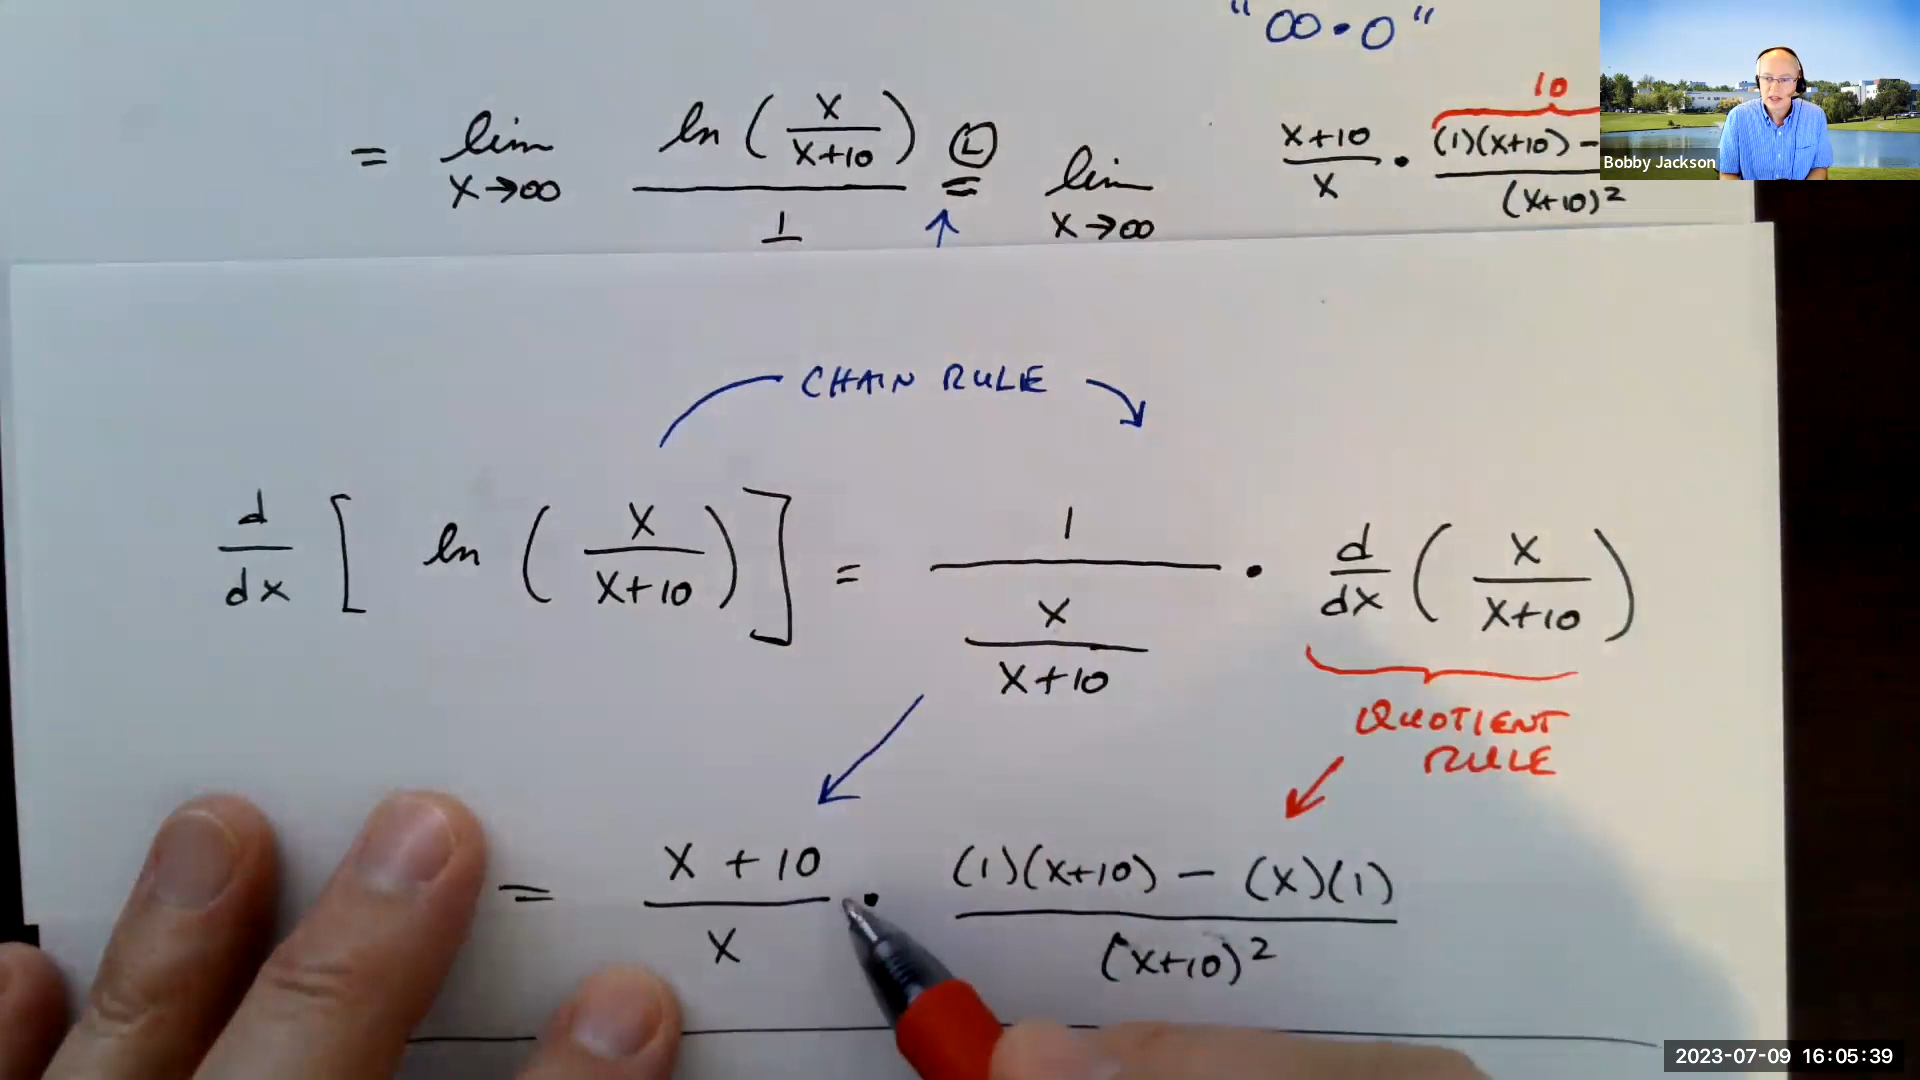 "∞·0"
10
= lim x→∞ ln(x/(x+10)) / 1 Ⓛ= lim x→∞ (x+10)/x · (1)(x+10) − / (x+10)²
Bobby Jackson
↑
CHAIN RULE
d/dx [ ln(x/(x+10)) ] = 1/(x/(x+10)) · d/dx (x/(x+10))
QUOTIENT
RULE
= (x + 10)/x · ((1)(x+10) − (x)(1))/(x+10)²
2023-07-09 16:05:39